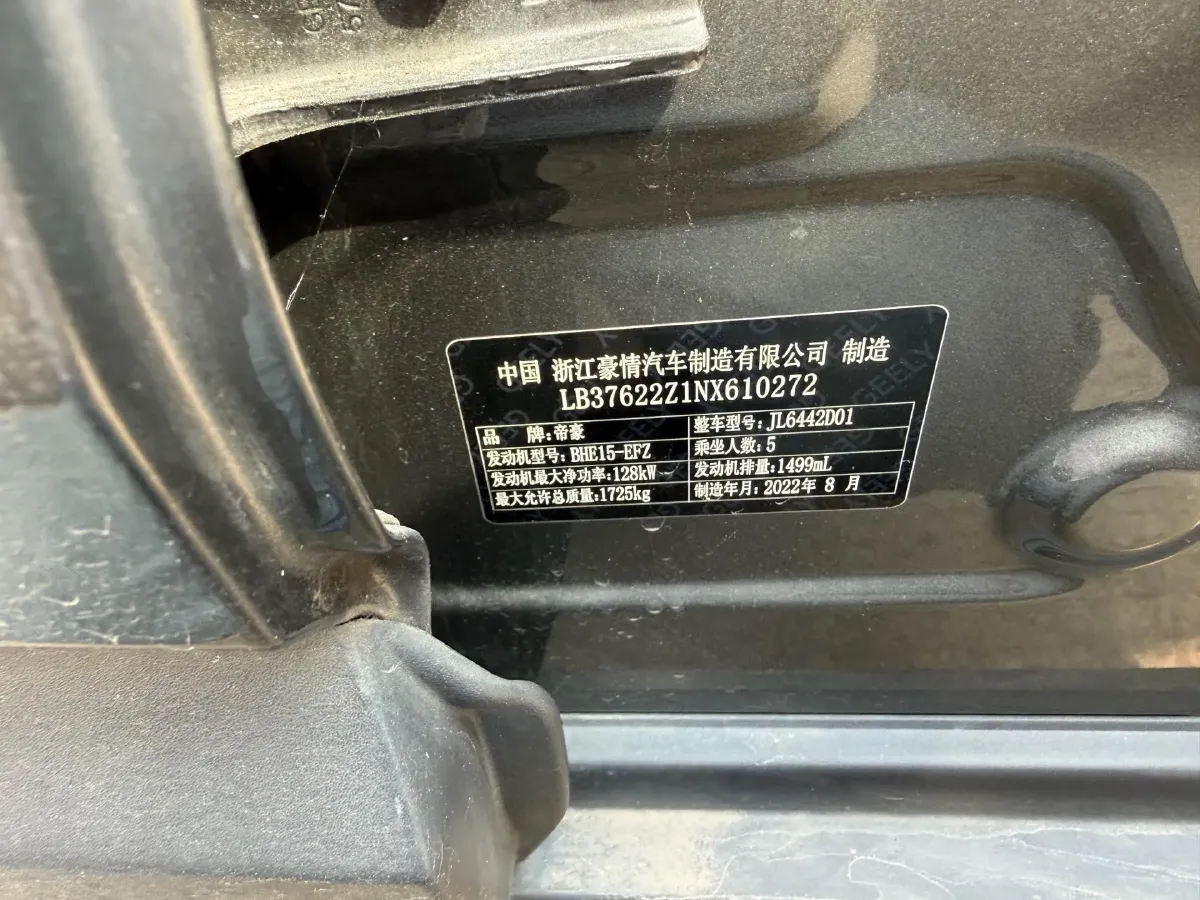 中国 浙江豪情汽车制造有限公司 制造
LB37622Z1NX610272
品 牌:帝豪 整车型号:JL6442D01
发动机型号:BHE15-EFZ 乘坐人数:5
发动机最大净功率:128kW 发动机排量:1499mL
最大允许总质量:1725kg 制造年月:2022年 8 月
GEELY